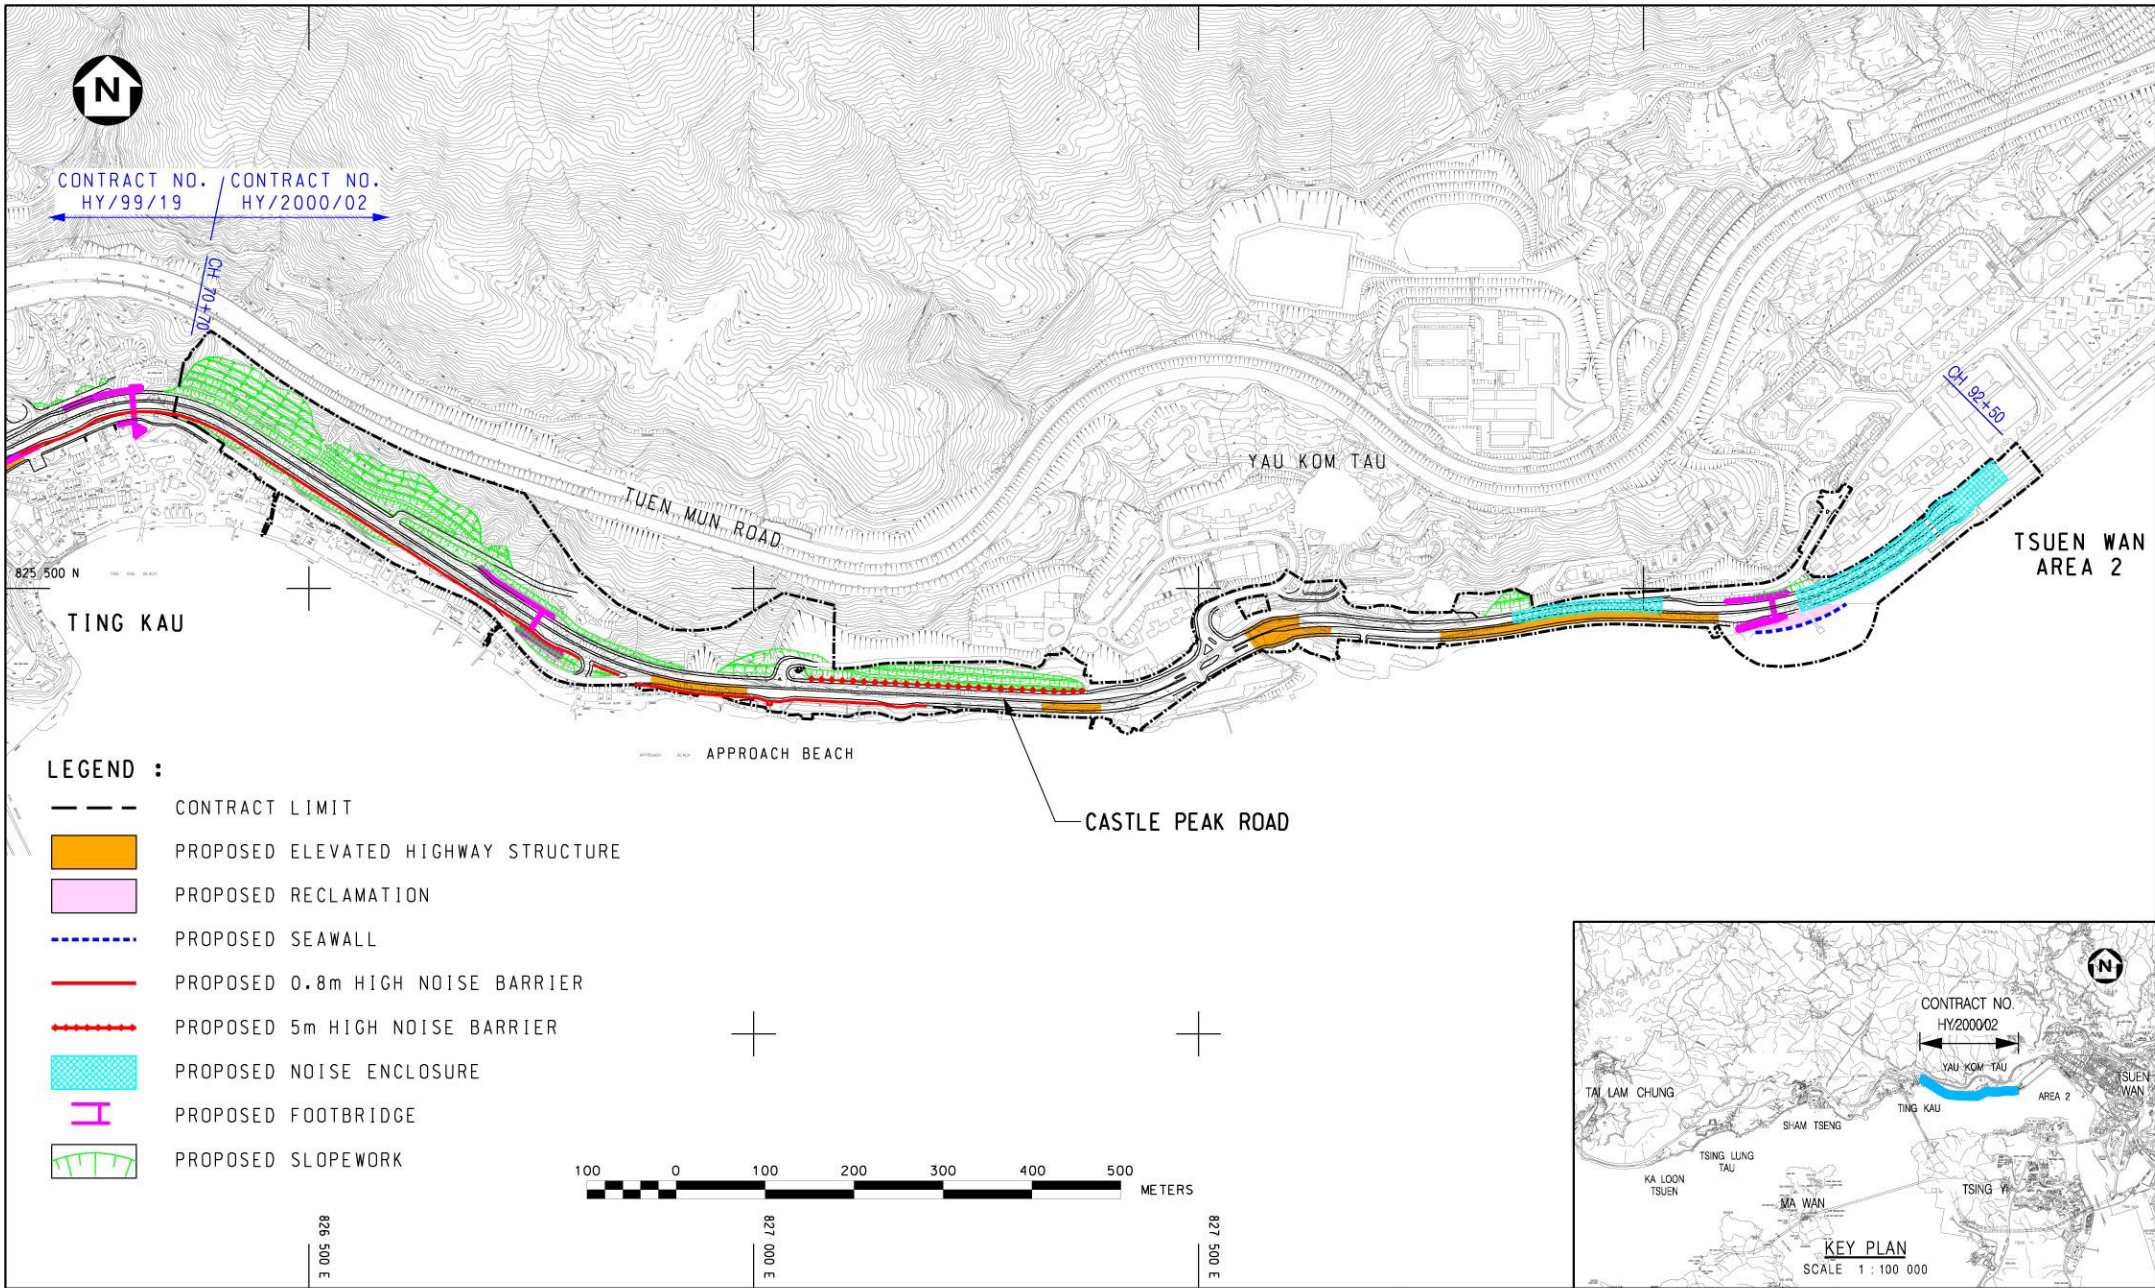 N
CONTRACT NO.
HY/99/19
CONTRACT NO.
HY/2000/02
CH 70+70
CH 92+50
YAU KOM TAU
TUEN MUN ROAD
TSUEN WAN
AREA 2
825 500 N
TING KAU
APPROACH BEACH
APPROACH BEACH
CASTLE PEAK ROAD
LEGEND :
CONTRACT LIMIT
PROPOSED ELEVATED HIGHWAY STRUCTURE
PROPOSED RECLAMATION
PROPOSED SEAWALL
PROPOSED 0.8m HIGH NOISE BARRIER
PROPOSED 5m HIGH NOISE BARRIER
PROPOSED NOISE ENCLOSURE
PROPOSED FOOTBRIDGE
PROPOSED SLOPEWORK
100 0 100 200 300 400 500
METERS
826 500 E
827 000 E
827 500 E
N
CONTRACT NO.
HY/2000/02
YAU KOM TAU
TSUEN
WAN
TAI LAM CHUNG
AREA 2
TING KAU
SHAM TSENG
TSING LUNG
TAU
KA LOON
TSUEN
TSING YI
MA WAN
KEY PLAN
SCALE 1 : 100 000